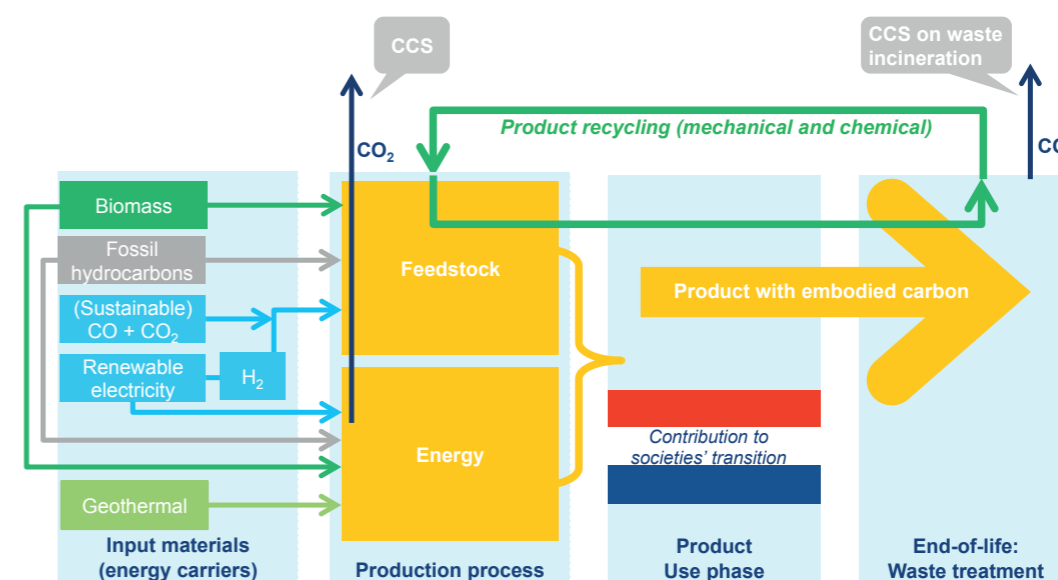 CCS
CCS on waste
incineration
Product recycling (mechanical and chemical)
CO₂
CO
Biomass
Fossil
hydrocarbons
(Sustainable)
CO + CO₂
Renewable
electricity
H₂
Geothermal
Feedstock
Energy
Product with embodied carbon
Contribution to
societies' transition
Input materials
(energy carriers)
Production process
Product
Use phase
End-of-life:
Waste treatment